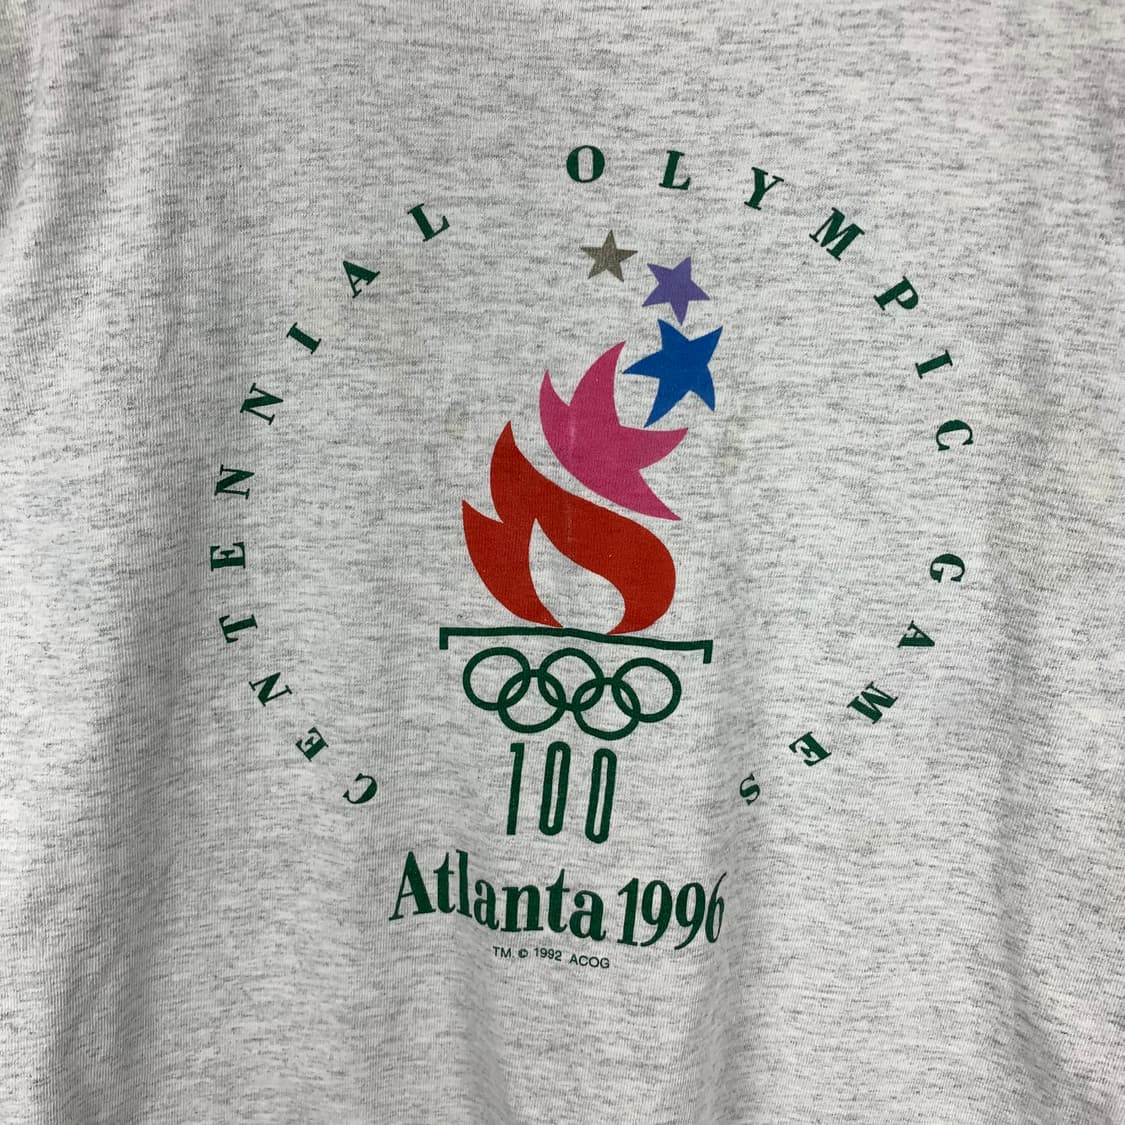 CENTENNIAL OLYMPIC GAMES
100
Atlanta 1996
TM. © 1992 ACOG